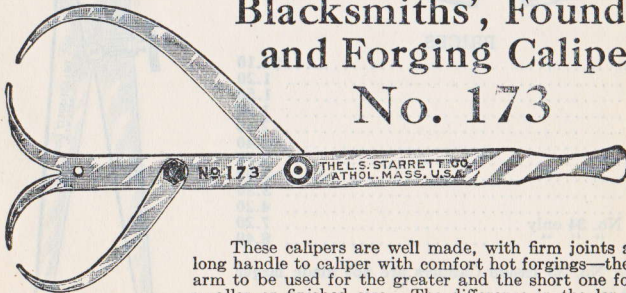 Blacksmiths', Found
and Forging Calipe
No. 173
No 173
THE L.S. STARRETT CO.
ATHOL. MASS. U.S.A.
These calipers are well made, with firm joints a
long handle to caliper with comfort hot forgings—the
arm to be used for the greater and the short one fo